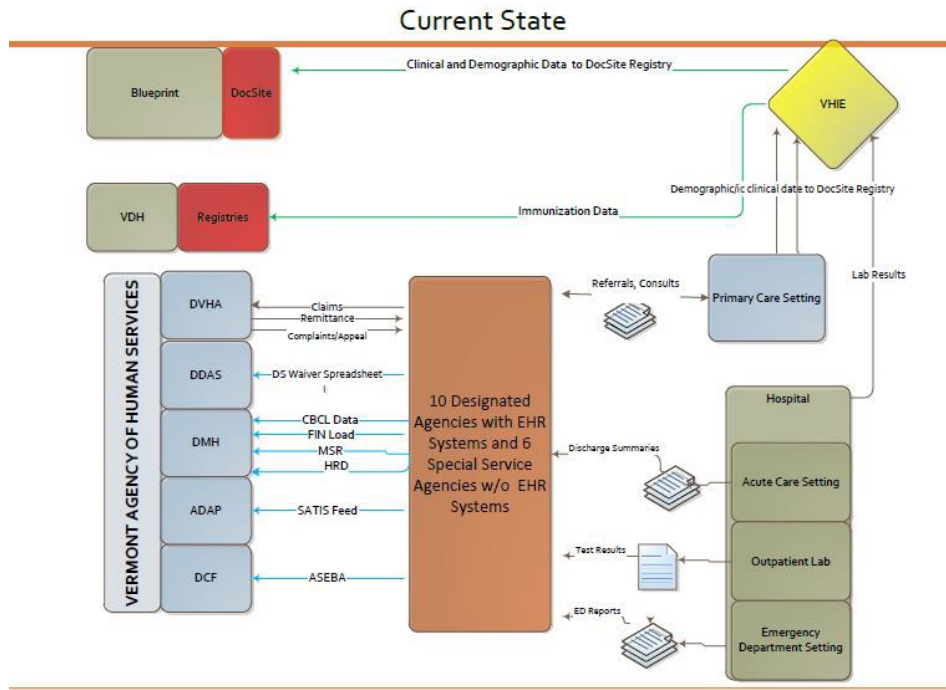 Current State
Blueprint
DocSite
Clinical and Demographic Data to DocSite Registry
VHIE
Demographic/ic clinical date to DocSite Registry
VDH
Registries
Immunization Data
Lab Results
VERMONT AGENCY OF HUMAN SERVICES
DVHA
Claims
Remittance
Complaints/Appeal
DDAS
DS Waiver Spreadsheet
I
DMH
CBCL Data
FIN Load
MSR
HRD
ADAP
SATIS Feed
DCF
ASEBA
10 Designated
Agencies with EHR
Systems and 6
Special Service
Agencies w/o EHR
Systems
Referrals, Consults
Primary Care Setting
Hospital
Discharge Summaries
Acute Care Setting
Test Results
Outpatient Lab
ED Reports
Emergency
Department Setting